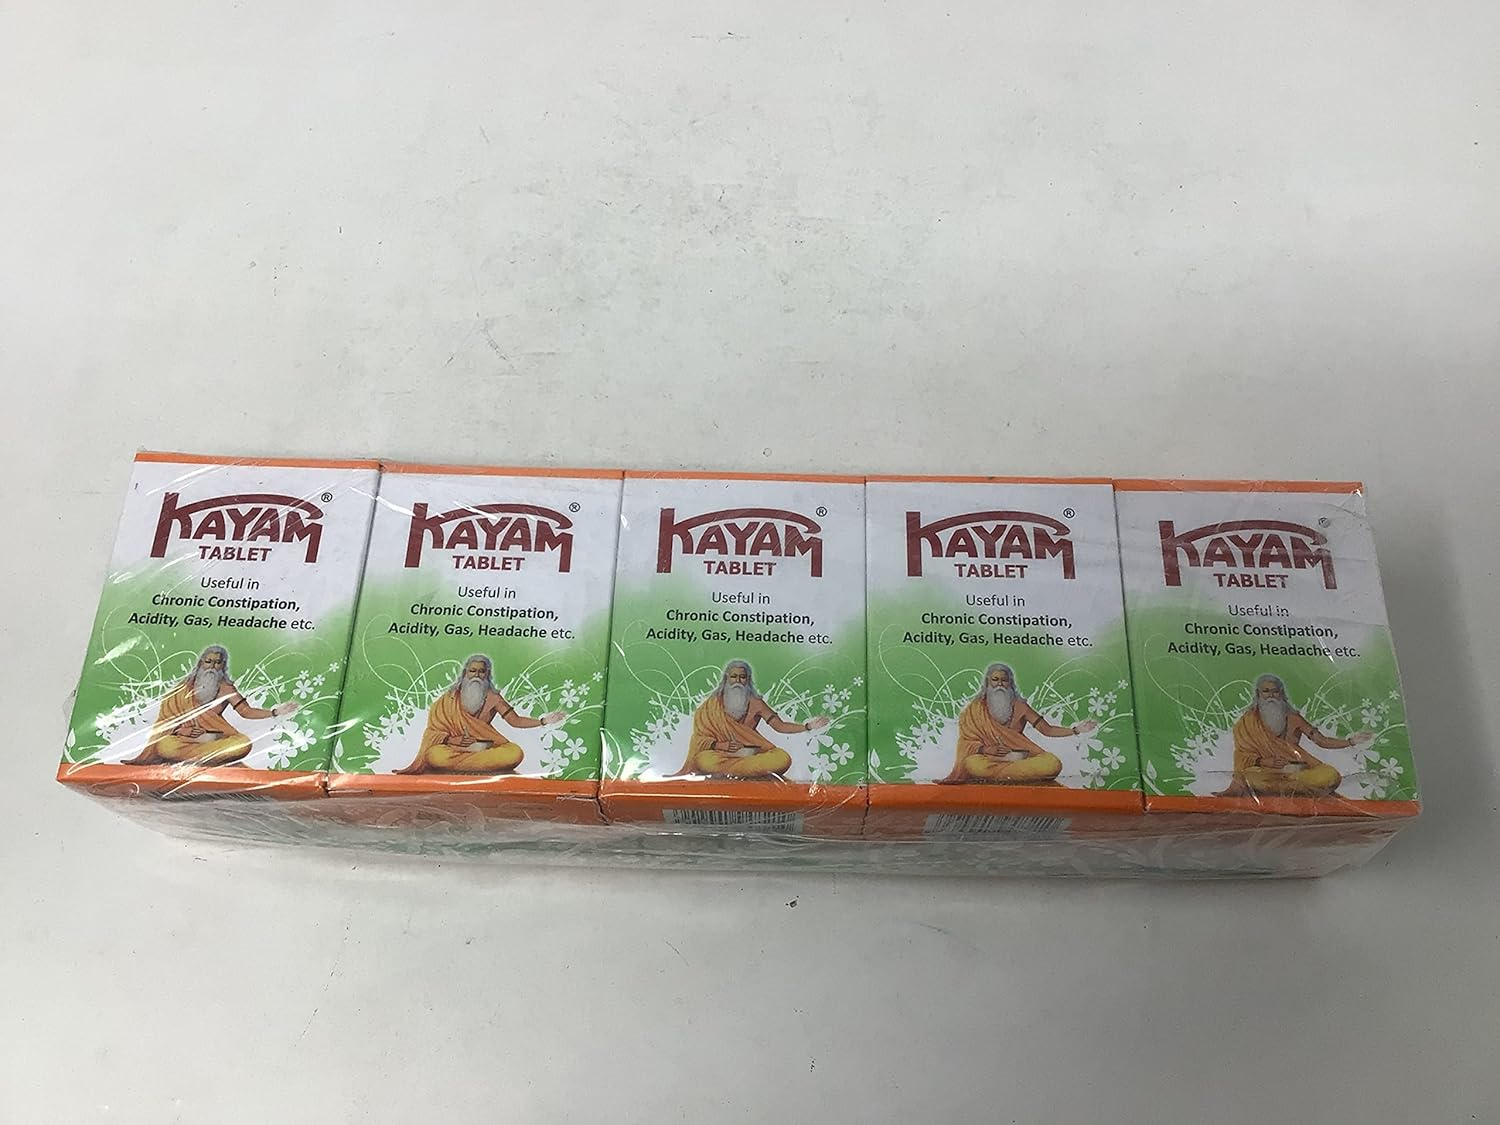 KAYAM®
TABLET
Useful in
Chronic Constipation,
Acidity, Gas, Headache etc.
KAYAM®
TABLET
Useful in
Chronic Constipation,
Acidity, Gas, Headache etc.
KAYAM®
TABLET
Useful in
Chronic Constipation,
Acidity, Gas, Headache etc.
KAYAM®
TABLET
Useful in
Chronic Constipation,
Acidity, Gas, Headache etc.
KAYAM®
TABLET
Useful in
Chronic Constipation,
Acidity, Gas, Headache etc.